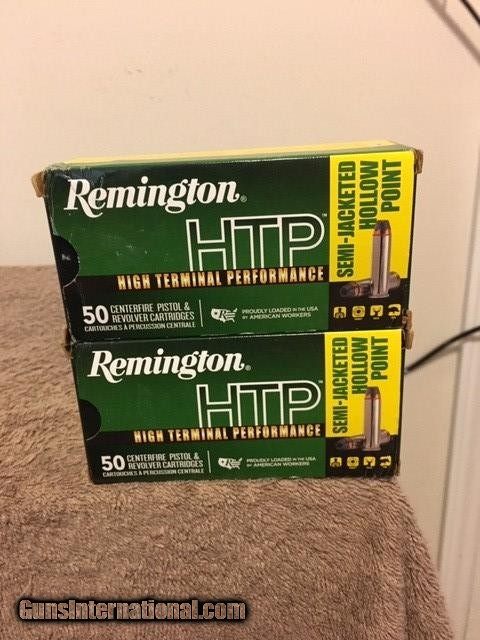 Remington®
HTP™
HIGH TERMINAL PERFORMANCE
50 CENTERFIRE PISTOL &
REVOLVER CARTRIDGES
CARTOUCHES À PERCUSSION CENTRALE
R
PROUDLY LOADED IN THE USA
BY AMERICAN WORKERS
SEMI-JACKETED
HOLLOW
POINT
Remington®
HTP™
HIGH TERMINAL PERFORMANCE
50 CENTERFIRE PISTOL &
REVOLVER CARTRIDGES
CARTOUCHES À PERCUSSION CENTRALE
R
PROUDLY LOADED IN THE USA
BY AMERICAN WORKERS
SEMI-JACKETED
HOLLOW
POINT
GunsInternational.com